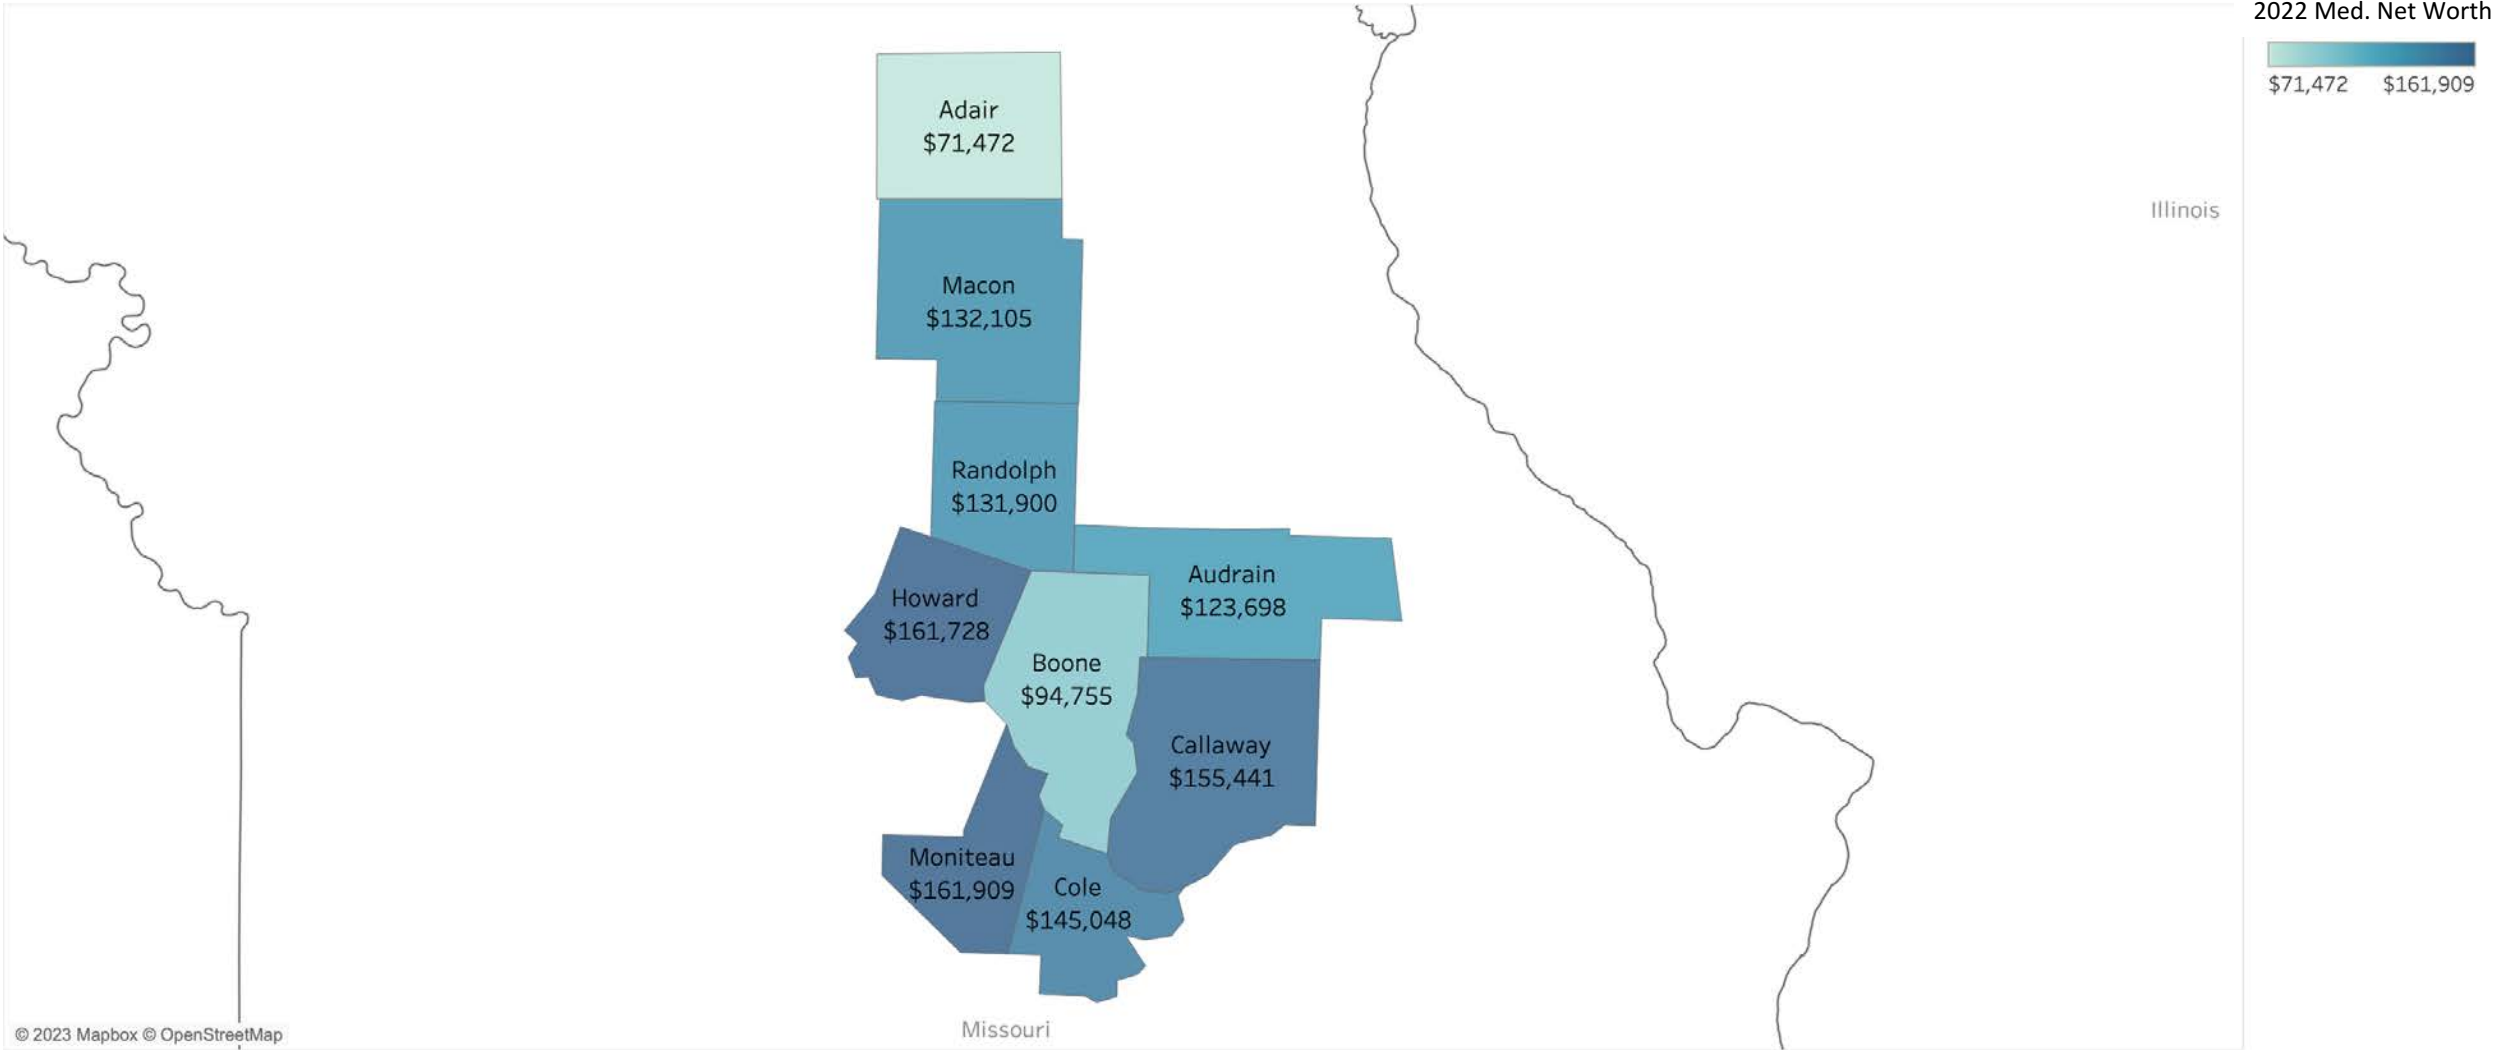 2022 Med. Net Worth
$71,472 $161,909
Adair
$71,472
Illinois
Macon
$132,105
Randolph
$131,900
Audrain
$123,698
Howard
$161,728
Boone
$94,755
Callaway
$155,441
Moniteau
$161,909
Cole
$145,048
Missouri
© 2023 Mapbox © OpenStreetMap